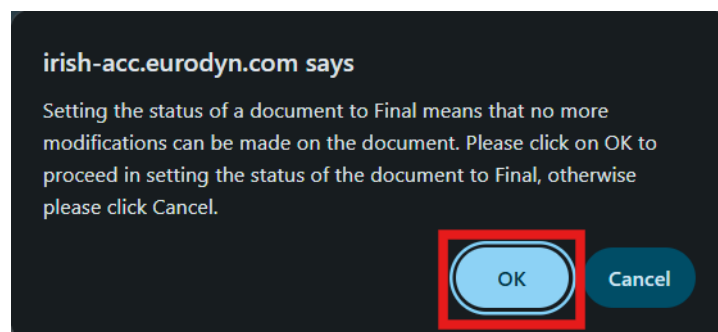 irish-acc.eurodyn.com says
Setting the status of a document to Final means that no more
modifications can be made on the document. Please click on OK to
proceed in setting the status of the document to Final, otherwise
please click Cancel.
OK Cancel